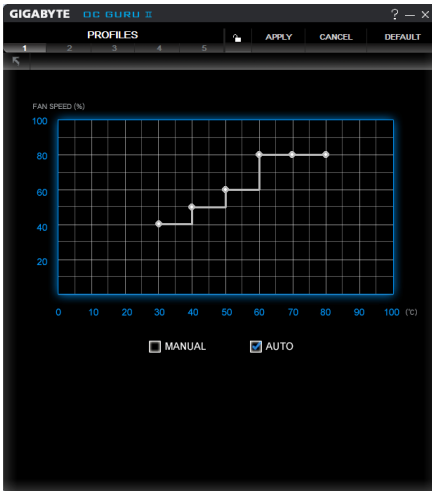 GIGABYTE OC GURU II ? — ×
PROFILES APPLY CANCEL DEFAULT
1 2 3 4 5
FAN SPEED (%)
100
80
60
40
20
0 10 20 30 40 50 60 70 80 90 100 (℃)
MANUAL AUTO